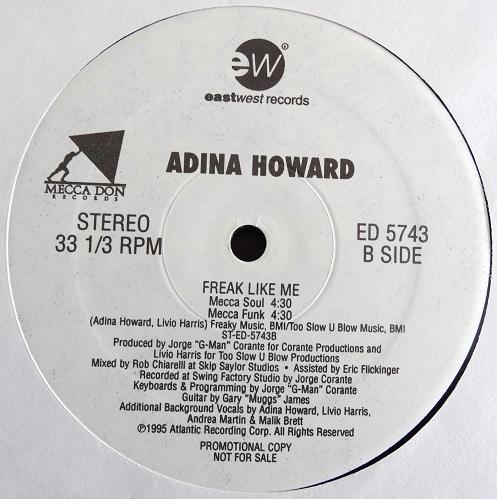 ew
eastwest records
ADINA HOWARD
MECCA DON
RECORDS
STEREO
33 1/3 RPM
ED 5743
B SIDE
FREAK LIKE ME
Mecca Soul 4:30
Mecca Funk 4:30
(Adina Howard, Livio Harris) Freaky Music, BMI/Too Slow U Blow Music, BMI
ST-ED-5743B
Produced by Jorge "G-Man" Corante for Corante Productions and
Livio Harris for Too Slow U Blow Productions
Mixed by Rob Chiarelli at Skip Saylor Studios • Assisted by Eric Flickinger
Recorded at Swing Factory Studio by Jorge Corante
Keyboards & Programming by Jorge "G-Man" Corante
Guitar by Gary "Muggs" James
Additional Background Vocals by Adina Howard, Livio Harris,
Andrea Martin & Malik Brett
℗1995 Atlantic Recording Corp. All Rights Reserved
PROMOTIONAL COPY
NOT FOR SALE